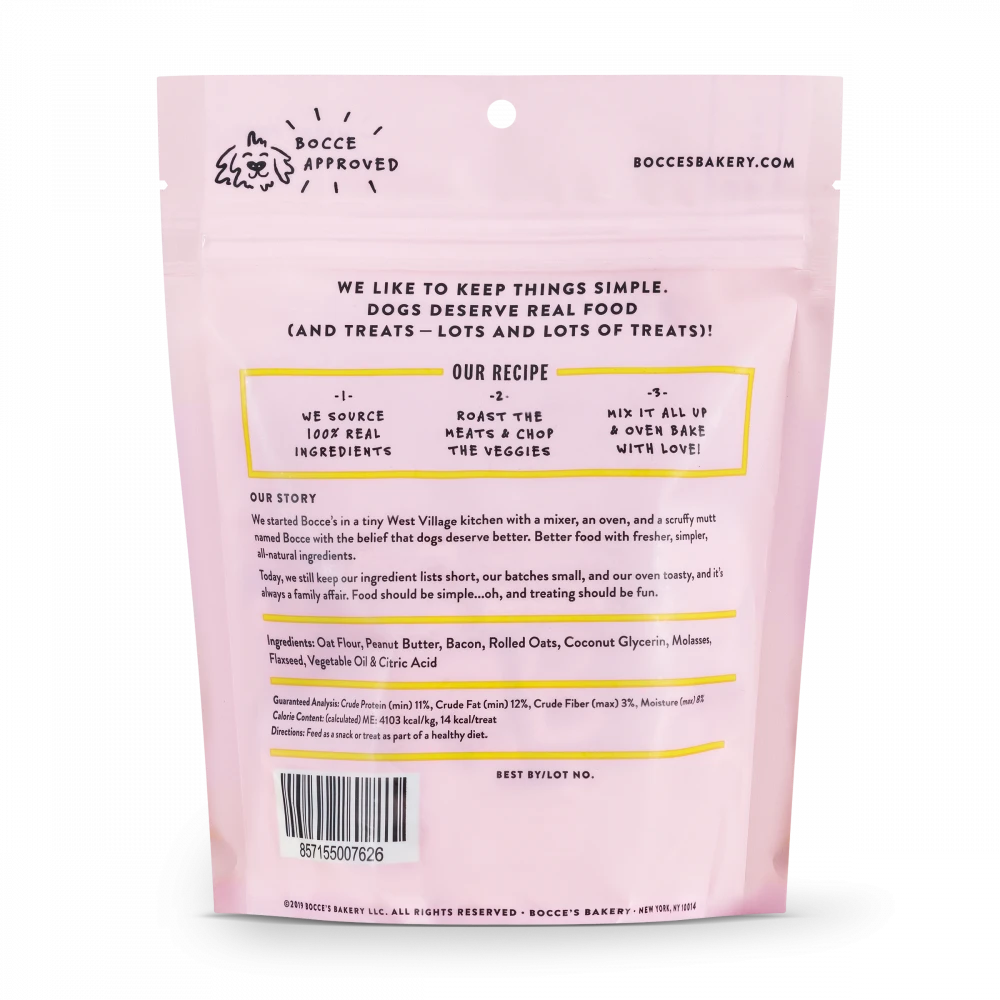 BOCCE
APPROVED
BOCCESBAKERY.COM
WE LIKE TO KEEP THINGS SIMPLE.
DOGS DESERVE REAL FOOD
(AND TREATS — LOTS AND LOTS OF TREATS)!
OUR RECIPE
-1-
WE SOURCE
100% REAL
INGREDIENTS
-2-
ROAST THE
MEATS & CHOP
THE VEGGIES
-3-
MIX IT ALL UP
& OVEN BAKE
WITH LOVE!
OUR STORY
We started Bocce's in a tiny West Village kitchen with a mixer, an oven, and a scruffy mutt
named Bocce with the belief that dogs deserve better. Better food with fresher, simpler,
all-natural ingredients.
Today, we still keep our ingredient lists short, our batches small, and our oven toasty, and it's
always a family affair. Food should be simple...oh, and treating should be fun.
Ingredients: Oat Flour, Peanut Butter, Bacon, Rolled Oats, Coconut Glycerin, Molasses,
Flaxseed, Vegetable Oil & Citric Acid
Guaranteed Analysis: Crude Protein (min) 11%, Crude Fat (min) 12%, Crude Fiber (max) 3%, Moisture (max) 8%
Calorie Content: (calculated) ME: 4103 kcal/kg, 14 kcal/treat
Directions: Feed as a snack or treat as part of a healthy diet.
BEST BY/LOT NO.
857155007626
©2019 BOCCE'S BAKERY LLC. ALL RIGHTS RESERVED • BOCCE'S BAKERY • NEW YORK, NY 10014